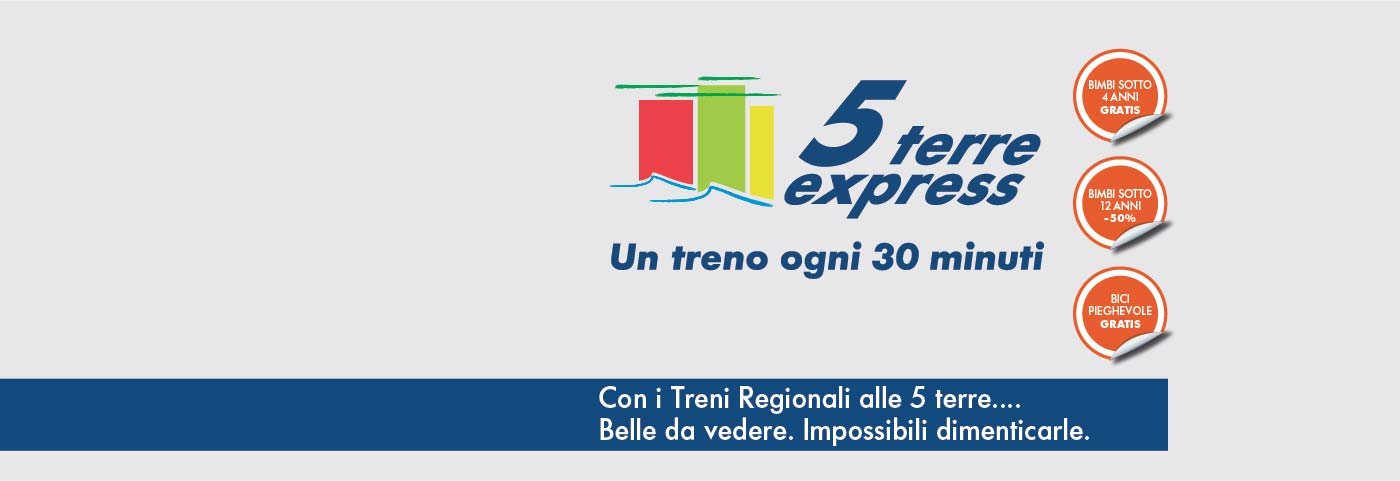 5 terre
express
Un treno ogni 30 minuti
BIMBI SOTTO
4 ANNI
GRATIS
BIMBI SOTTO
12 ANNI
-50%
BICI
PIEGHEVOLE
GRATIS
Con i Treni Regionali alle 5 terre....
Belle da vedere. Impossibili dimenticarle.